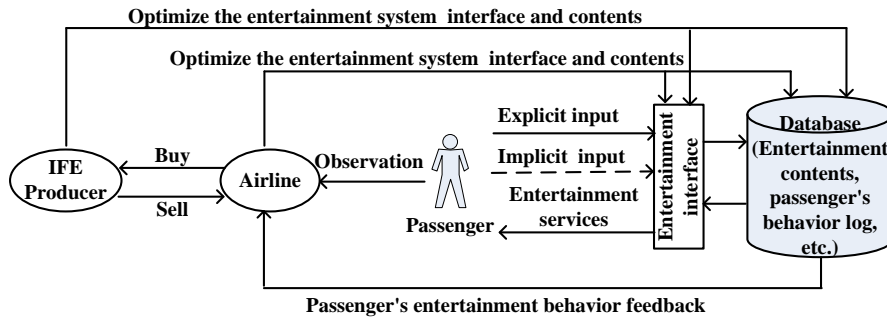 Optimize the entertainment system interface and contents
Optimize the entertainment system interface and contents
IFE
Producer
Buy
Sell
Airline
Observation
Passenger
Explicit input
Implicit input
Entertainment
services
Entertainment
interface
Database
(Entertainment
contents,
passenger's
behavior log,
etc.)
Passenger's entertainment behavior feedback